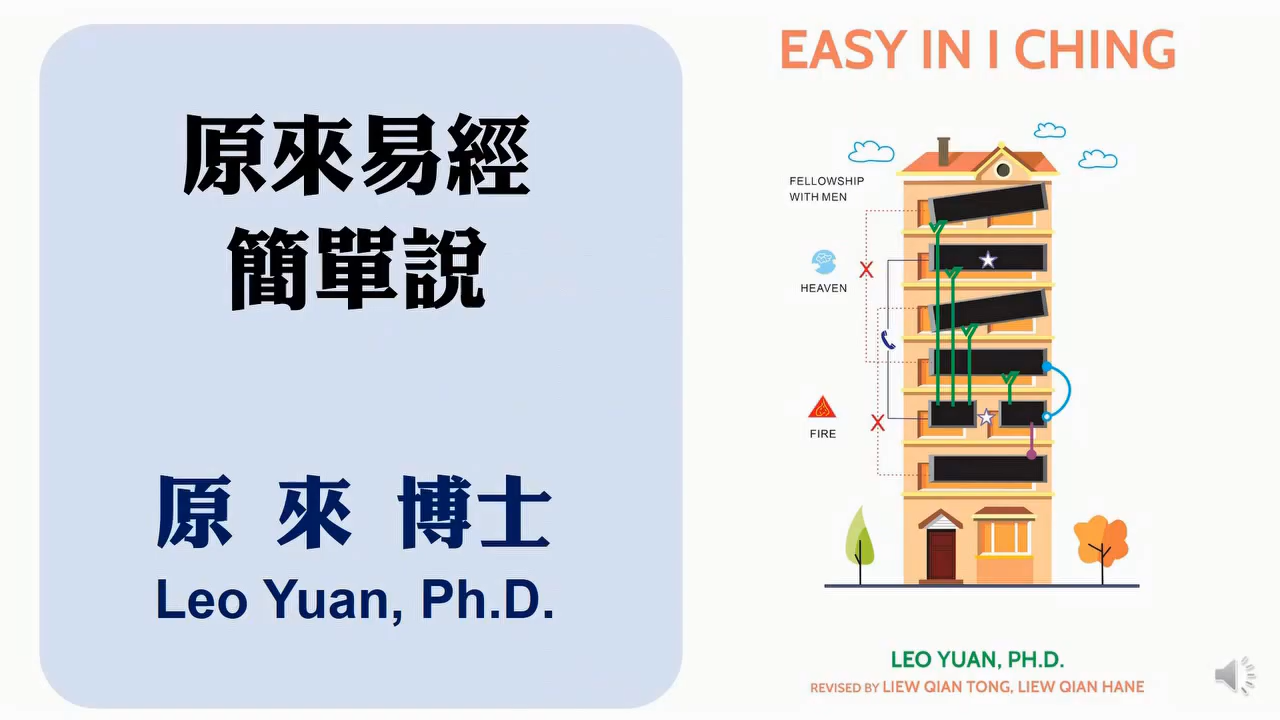 原來易經
簡單說
原 來 博士
Leo Yuan, Ph.D.
EASY IN I CHING
FELLOWSHIP
WITH MEN
HEAVEN
FIRE
LEO YUAN, PH.D.
REVISED BY LIEW QIAN TONG, LIEW QIAN HANE